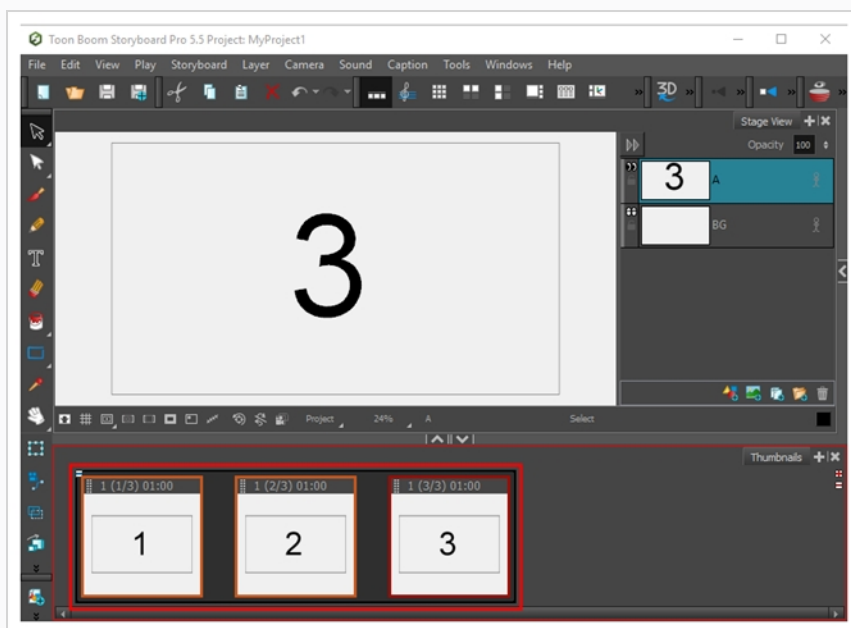 Toon Boom Storyboard Pro 5.5 Project: MyProject1
File Edit View Play Storyboard Layer Camera Sound Caption Tools Windows Help
3D
Stage View
Opacity 100
3
3 A
BG
Project 24% A Select
Thumbnails
1 (1/3) 01:00 1 (2/3) 01:00 1 (3/3) 01:00
1 2 3